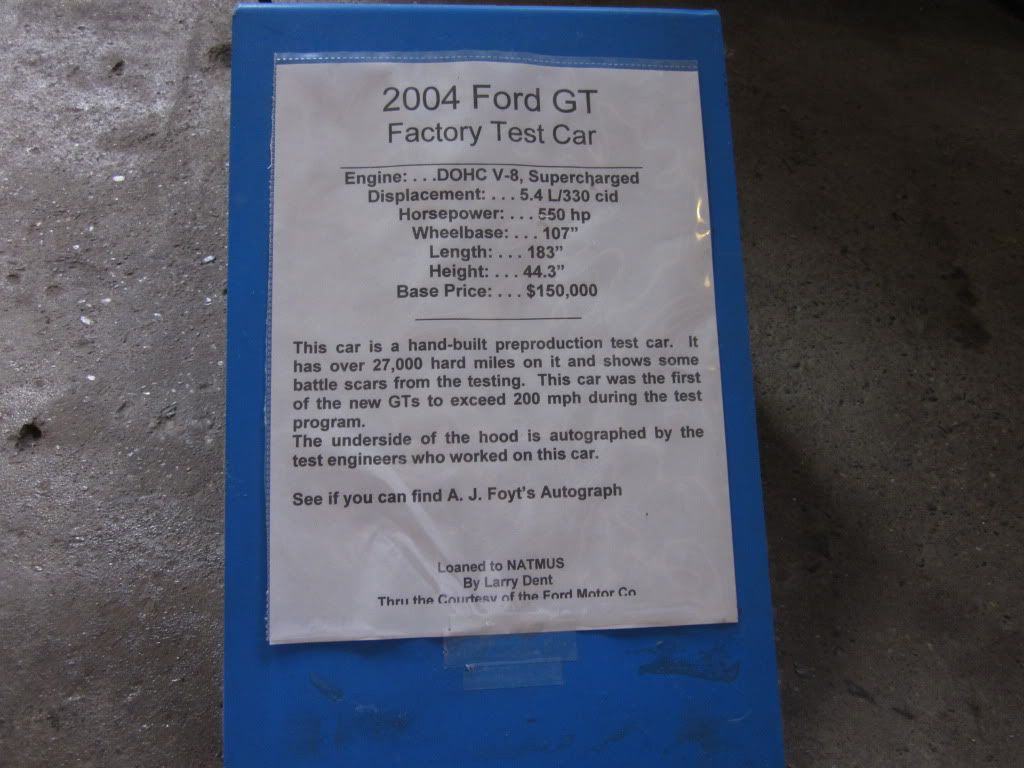 2004 Ford GT
Factory Test Car
Engine: . . .DOHC V-8, Supercharged
Displacement: . . . 5.4 L/330 cid
Horsepower: . . . 550 hp
Wheelbase: . . . 107”
Length: . . . 183”
Height: . . . 44.3”
Base Price: . . . $150,000
This car is a hand-built preproduction test car. It
has over 27,000 hard miles on it and shows some
battle scars from the testing. This car was the first
of the new GTs to exceed 200 mph during the test
program.
The underside of the hood is autographed by the
test engineers who worked on this car.
See if you can find A. J. Foyt’s Autograph
Loaned to NATMUS
By Larry Dent
Thru the Courtesy of the Ford Motor Co